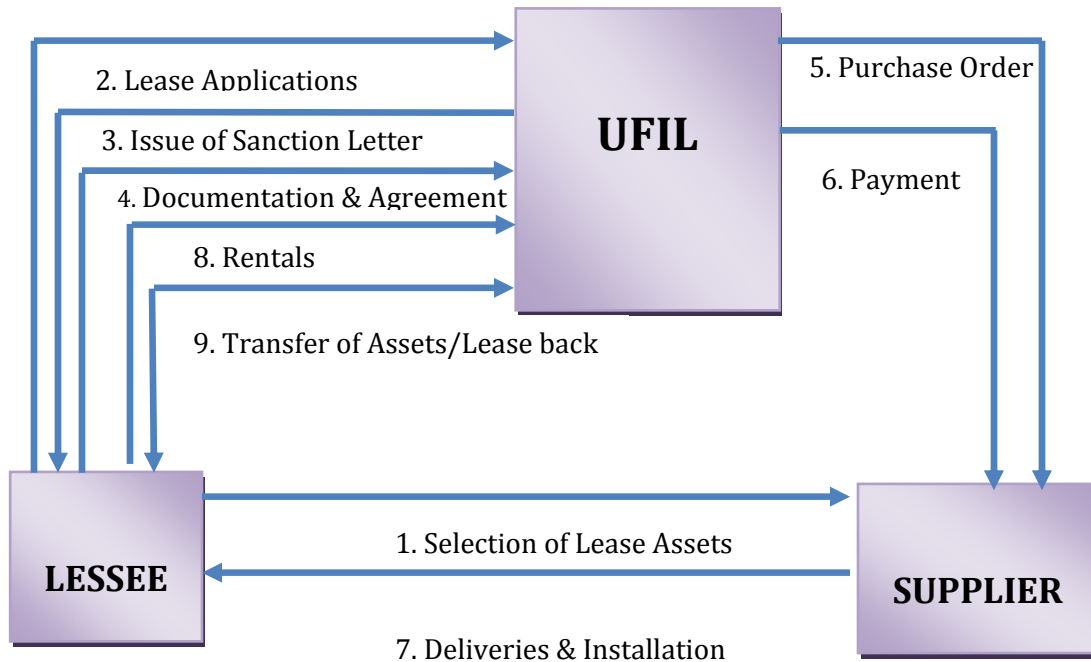 UFIL
2. Lease Applications
3. Issue of Sanction Letter
4. Documentation & Agreement
8. Rentals
9. Transfer of Assets/Lease back
5. Purchase Order
6. Payment
LESSEE
1. Selection of Lease Assets
7. Deliveries & Installation
SUPPLIER